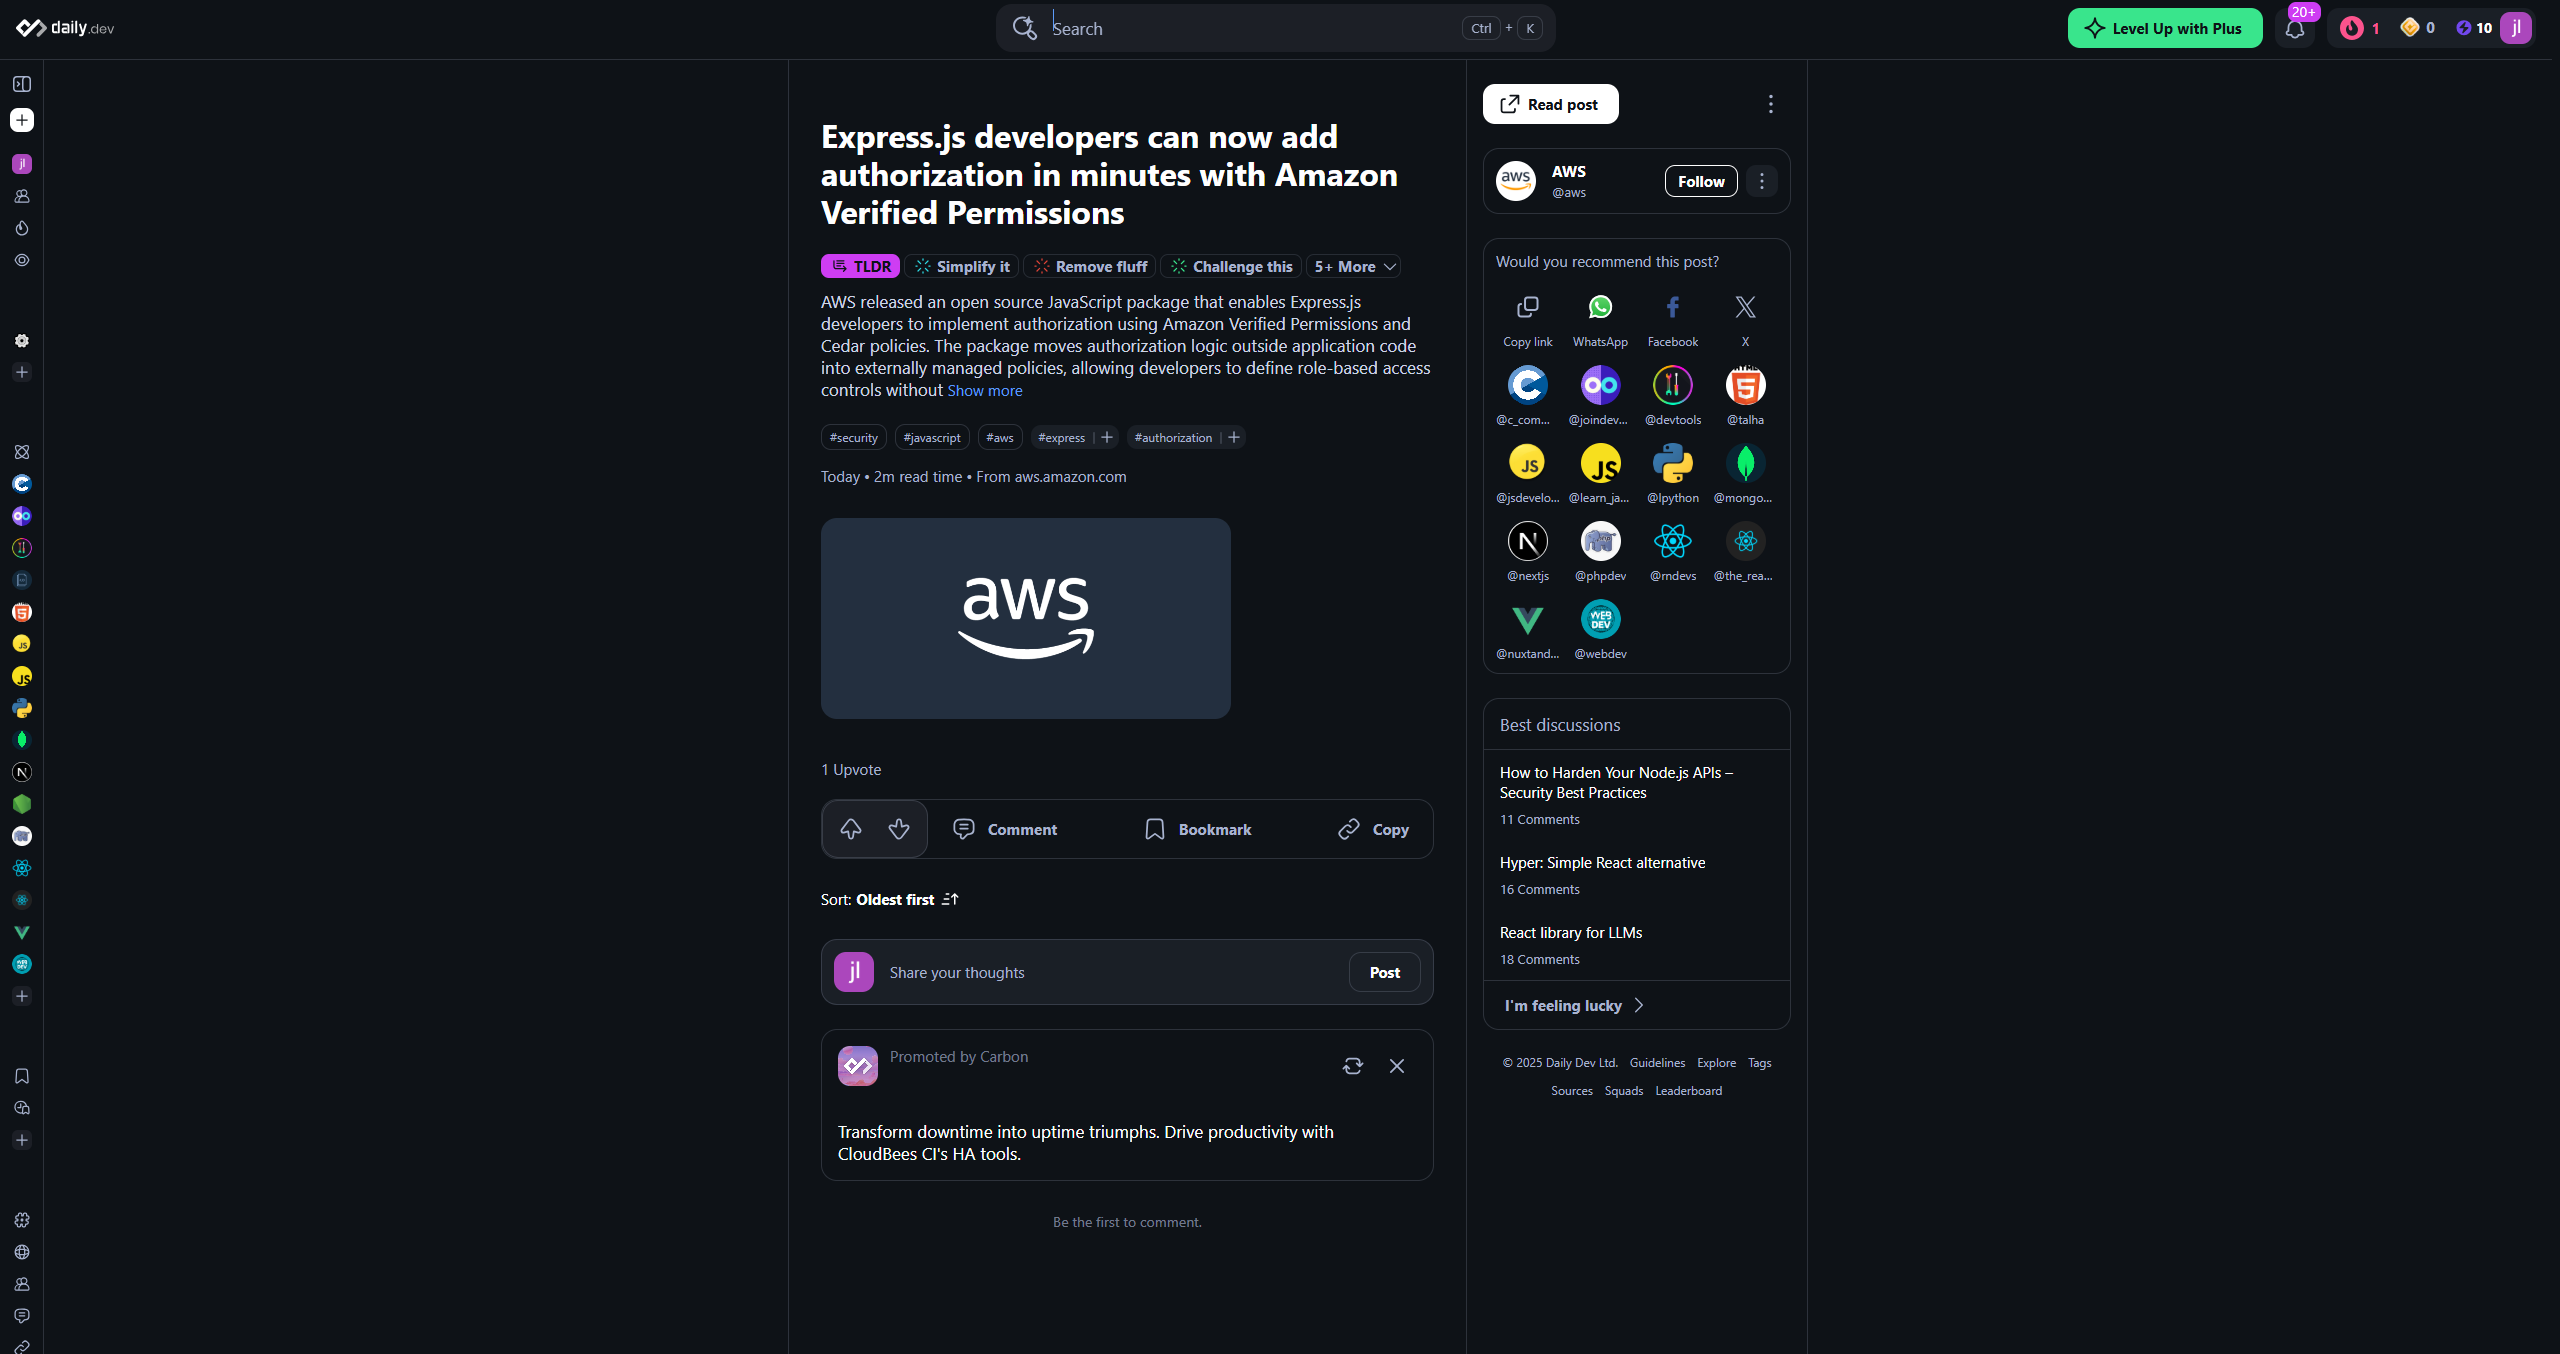 daily.dev
Search
Ctrl + K
Level Up with Plus
20+
1
0
10
jl
jl
Express.js developers can now add
authorization in minutes with Amazon
Verified Permissions
TLDR
Simplify it
Remove fluff
Challenge this
5+ More
AWS released an open source JavaScript package that enables Express.js
developers to implement authorization using Amazon Verified Permissions and
Cedar policies. The package moves authorization logic outside application code
into externally managed policies, allowing developers to define role-based access
controls without Show more
#security
#javascript
#aws
#express
#authorization
Today • 2m read time • From aws.amazon.com
aws
1 Upvote
Comment
Bookmark
Copy
Sort: Oldest first
jl
Share your thoughts
Post
Promoted by Carbon
Transform downtime into uptime triumphs. Drive productivity with
CloudBees CI's HA tools.
Be the first to comment.
Read post
aws
AWS
@aws
Follow
Would you recommend this post?
Copy link
WhatsApp
Facebook
X
@c_com...
@joindev...
@devtools
@talha
JS
JS
@jsdevelo...
@learn_ja...
@lpython
@mongo...
@nextjs
@phpdev
@rndevs
@the_rea...
WEB
DEV
@nuxtand...
@webdev
Best discussions
How to Harden Your Node.js APIs –
Security Best Practices
11 Comments
Hyper: Simple React alternative
16 Comments
React library for LLMs
18 Comments
I'm feeling lucky
© 2025 Daily Dev Ltd. Guidelines Explore Tags
Sources Squads Leaderboard